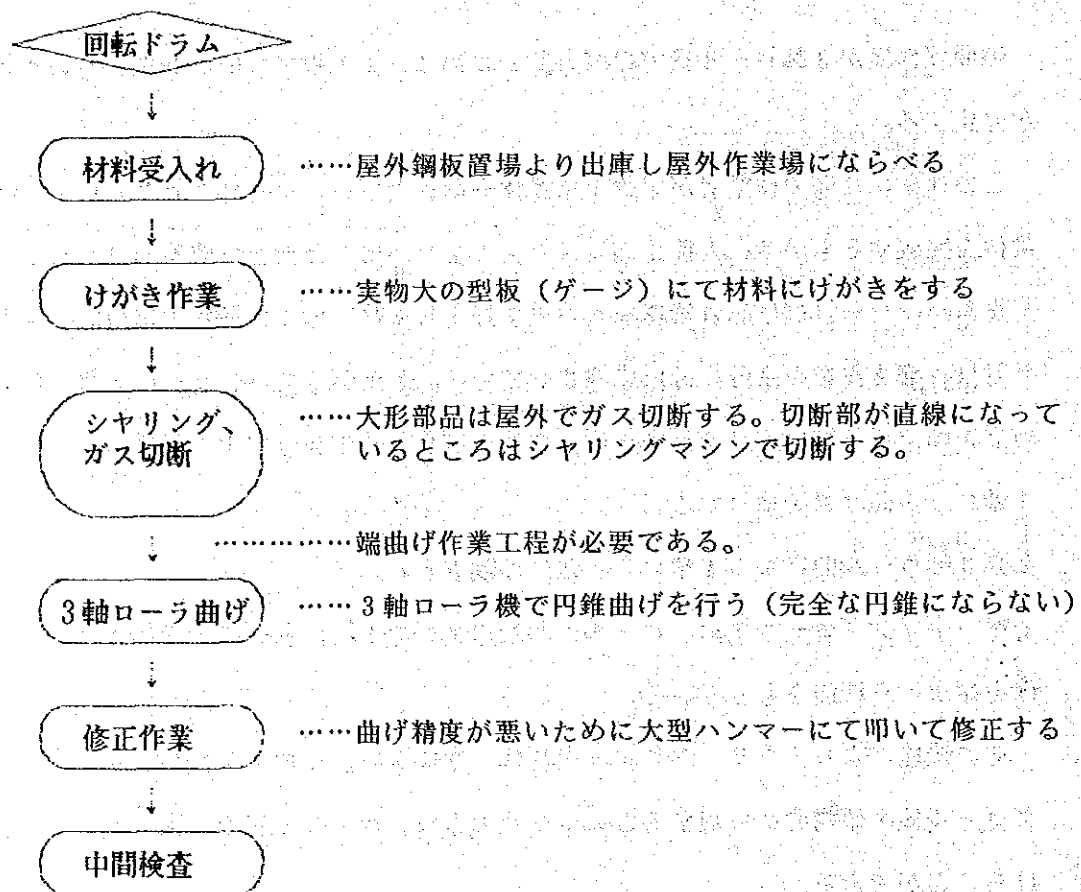 回転ドラム
材料受入れ ……屋外鋼板置場より出庫し屋外作業場にならべる
けがき作業 ……実物大の型板（ゲージ）にて材料にけがきをする
シヤリング、 ……大形部品は屋外でガス切断する。切断部が直線になって
ガス切断 いるところはシヤリングマシンで切断する。
……………端曲げ作業工程が必要である。
3軸ローラ曲げ ……3軸ローラ機で円錐曲げを行う（完全な円錐にならない）
修正作業 ……曲げ精度が悪いために大型ハンマーにて叩いて修正する
中間検査